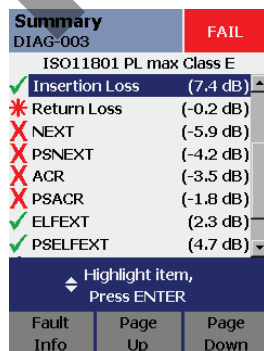 Summary
DIAG-003
FAIL
ISO11801 PL max Class E
Insertion Loss (7.4 dB)
Return Loss (-0.2 dB)
NEXT (-5.9 dB)
PSNEXT (-4.2 dB)
ACR (-3.5 dB)
PSACR (-1.8 dB)
ELFEXT (2.3 dB)
PSELFEXT (4.7 dB)
Highlight item,
Press ENTER
Fault Info
Page Up
Page Down